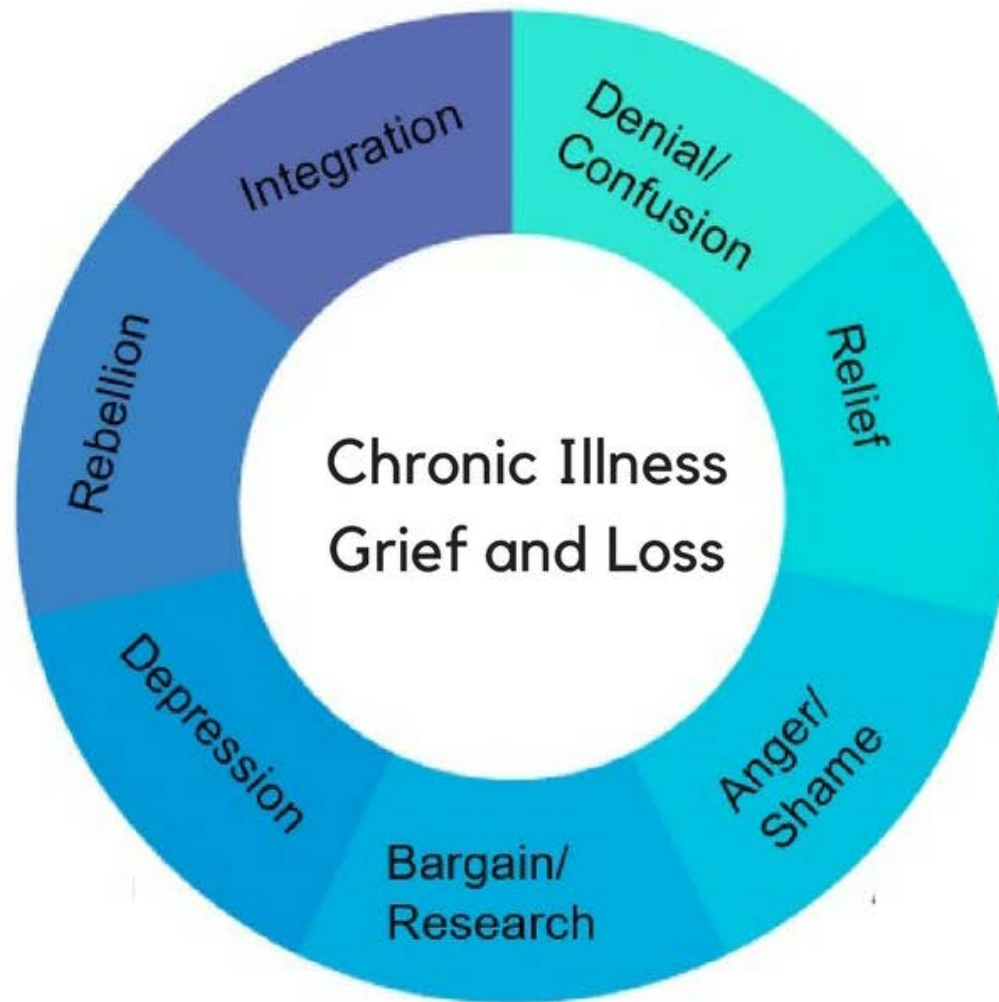 Chronic Illness
Grief and Loss
Denial/
Confusion
Relief
Anger/
Shame
Bargain/
Research
Depression
Rebellion
Integration